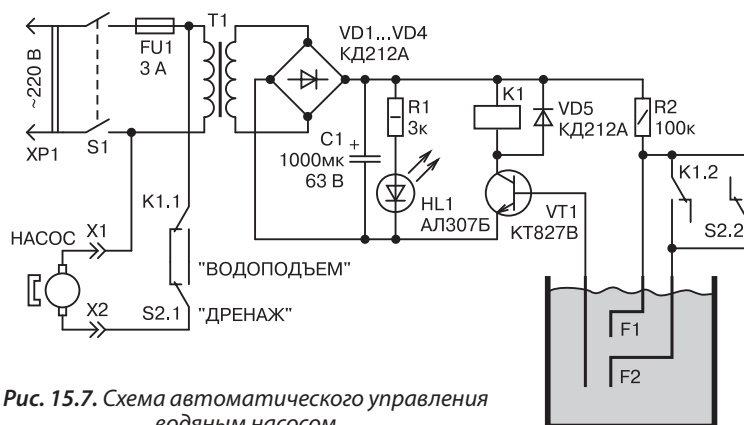 ~220 В
XP1
S1
FU1
3 А
T1
VD1...VD4
КД212А
C1 +
1000мк
63 В
R1
3к
HL1
АЛ307Б
K1
VD5
КД212А
VT1
КТ827В
R2
100к
K1.2
S2.2
НАСОС
X1
X2
K1.1
"ВОДОПОДЪЕМ"
S2.1
"ДРЕНАЖ"
F1
F2
Рис. 15.7. Схема автоматического управления
водяным насосом